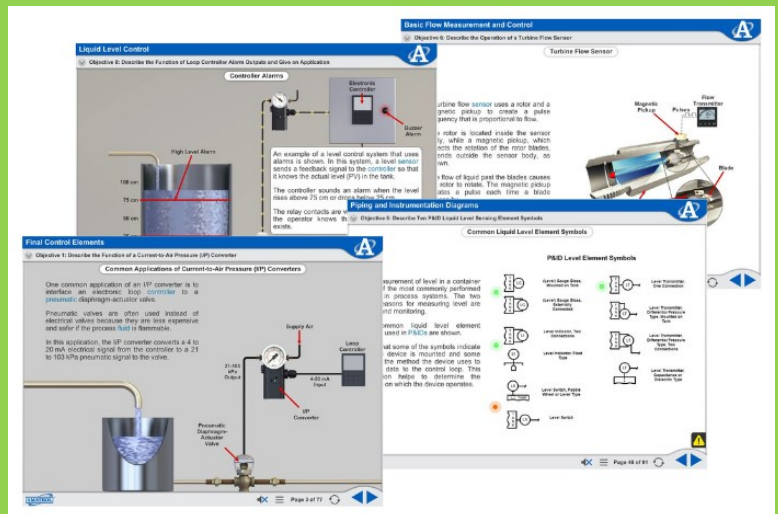 Basic Flow Measurement and Control
Objective 6: Describe the Operation of a Turbine Flow Sensor
Turbine Flow Sensor
urbine flow sensor uses a rotor and a
gnetic pickup to create a pulse
quency that is proportional to flow.
rotor is located inside the sensor
y, while a magnetic pickup, which
ects the rotation of the rotor blades,
ends outside the sensor body, as
wn.
flow of liquid past the blades causes
rotor to rotate. The magnetic pickup
ates a pulse each time a blade
Magnetic
Pickup
Pulses
Flow
Transmitter
Blade
Liquid Level Control
Objective 8: Describe the Function of Loop Controller Alarm Outputs and Give an Application
Controller Alarms
Electronic
Controller
Buzzer
Alarm
High Level Alarm
100 cm
75 cm
50 cm
An example of a level control system that uses
alarms is shown. In this system, a level sensor
sends a feedback signal to the controller so that
it knows the actual level (PV) in the tank.
The controller sounds an alarm when the level
rises above 75 cm or drops below 25 cm.
The relay contacts are w
the operator knows th
exists.
Piping and Instrumentation Diagrams
Objective 5: Describe Two P&ID Liquid Level Sensing Element Symbols
Common Liquid Level Element Symbols
surement of level in a container
f the most commonly performed
in process systems. The two
asons for measuring level are
nd monitoring.
ommon liquid level element
used in P&IDs are shown.
at some of the symbols indicate
device is mounted and some
the method the device uses to
data to the control loop. This
on helps to determine the
on which the device operates.
P&ID Level Element Symbols
(Level) Gauge Glass,
Mounted on Tank
(Level) Gauge Glass,
Externally
Connected
Level Indicator, Two
Connections
Level Indicator, Float
Type
Level Switch, Paddle
Wheel or Lever Type
Level Switch
Level Transmitter,
One Connection
Level Transmitter,
Differential Pressure
Type, Mounted on
Tank
Level Transmitter,
Differential Pressure
Type, Two
Connections
Level Transmitter,
Capacitance or
Dielectric Type
Page 45 of 91
Final Control Elements
Objective 1: Describe the Function of a Current-to-Air Pressure (I/P) Converter
Common Applications of Current-to-Air Pressure (I/P) Converters
One common application of an I/P converter is to
interface an electronic loop controller to a
pneumatic diaphragm-actuator valve.
Pneumatic valves are often used instead of
electrical valves because they are less expensive
and safer if the process fluid is flammable.
In this application, the I/P converter converts a 4 to
20 mA electrical signal from the controller to a 21
to 103 kPa pneumatic signal to the valve.
Supply Air
Loop
Controller
21-103
kPa
Output
4-20 mA
Input
I/P
Converter
Pneumatic
Diaphragm-
Actuator
Valve
AMATROL
Page 3 of 77